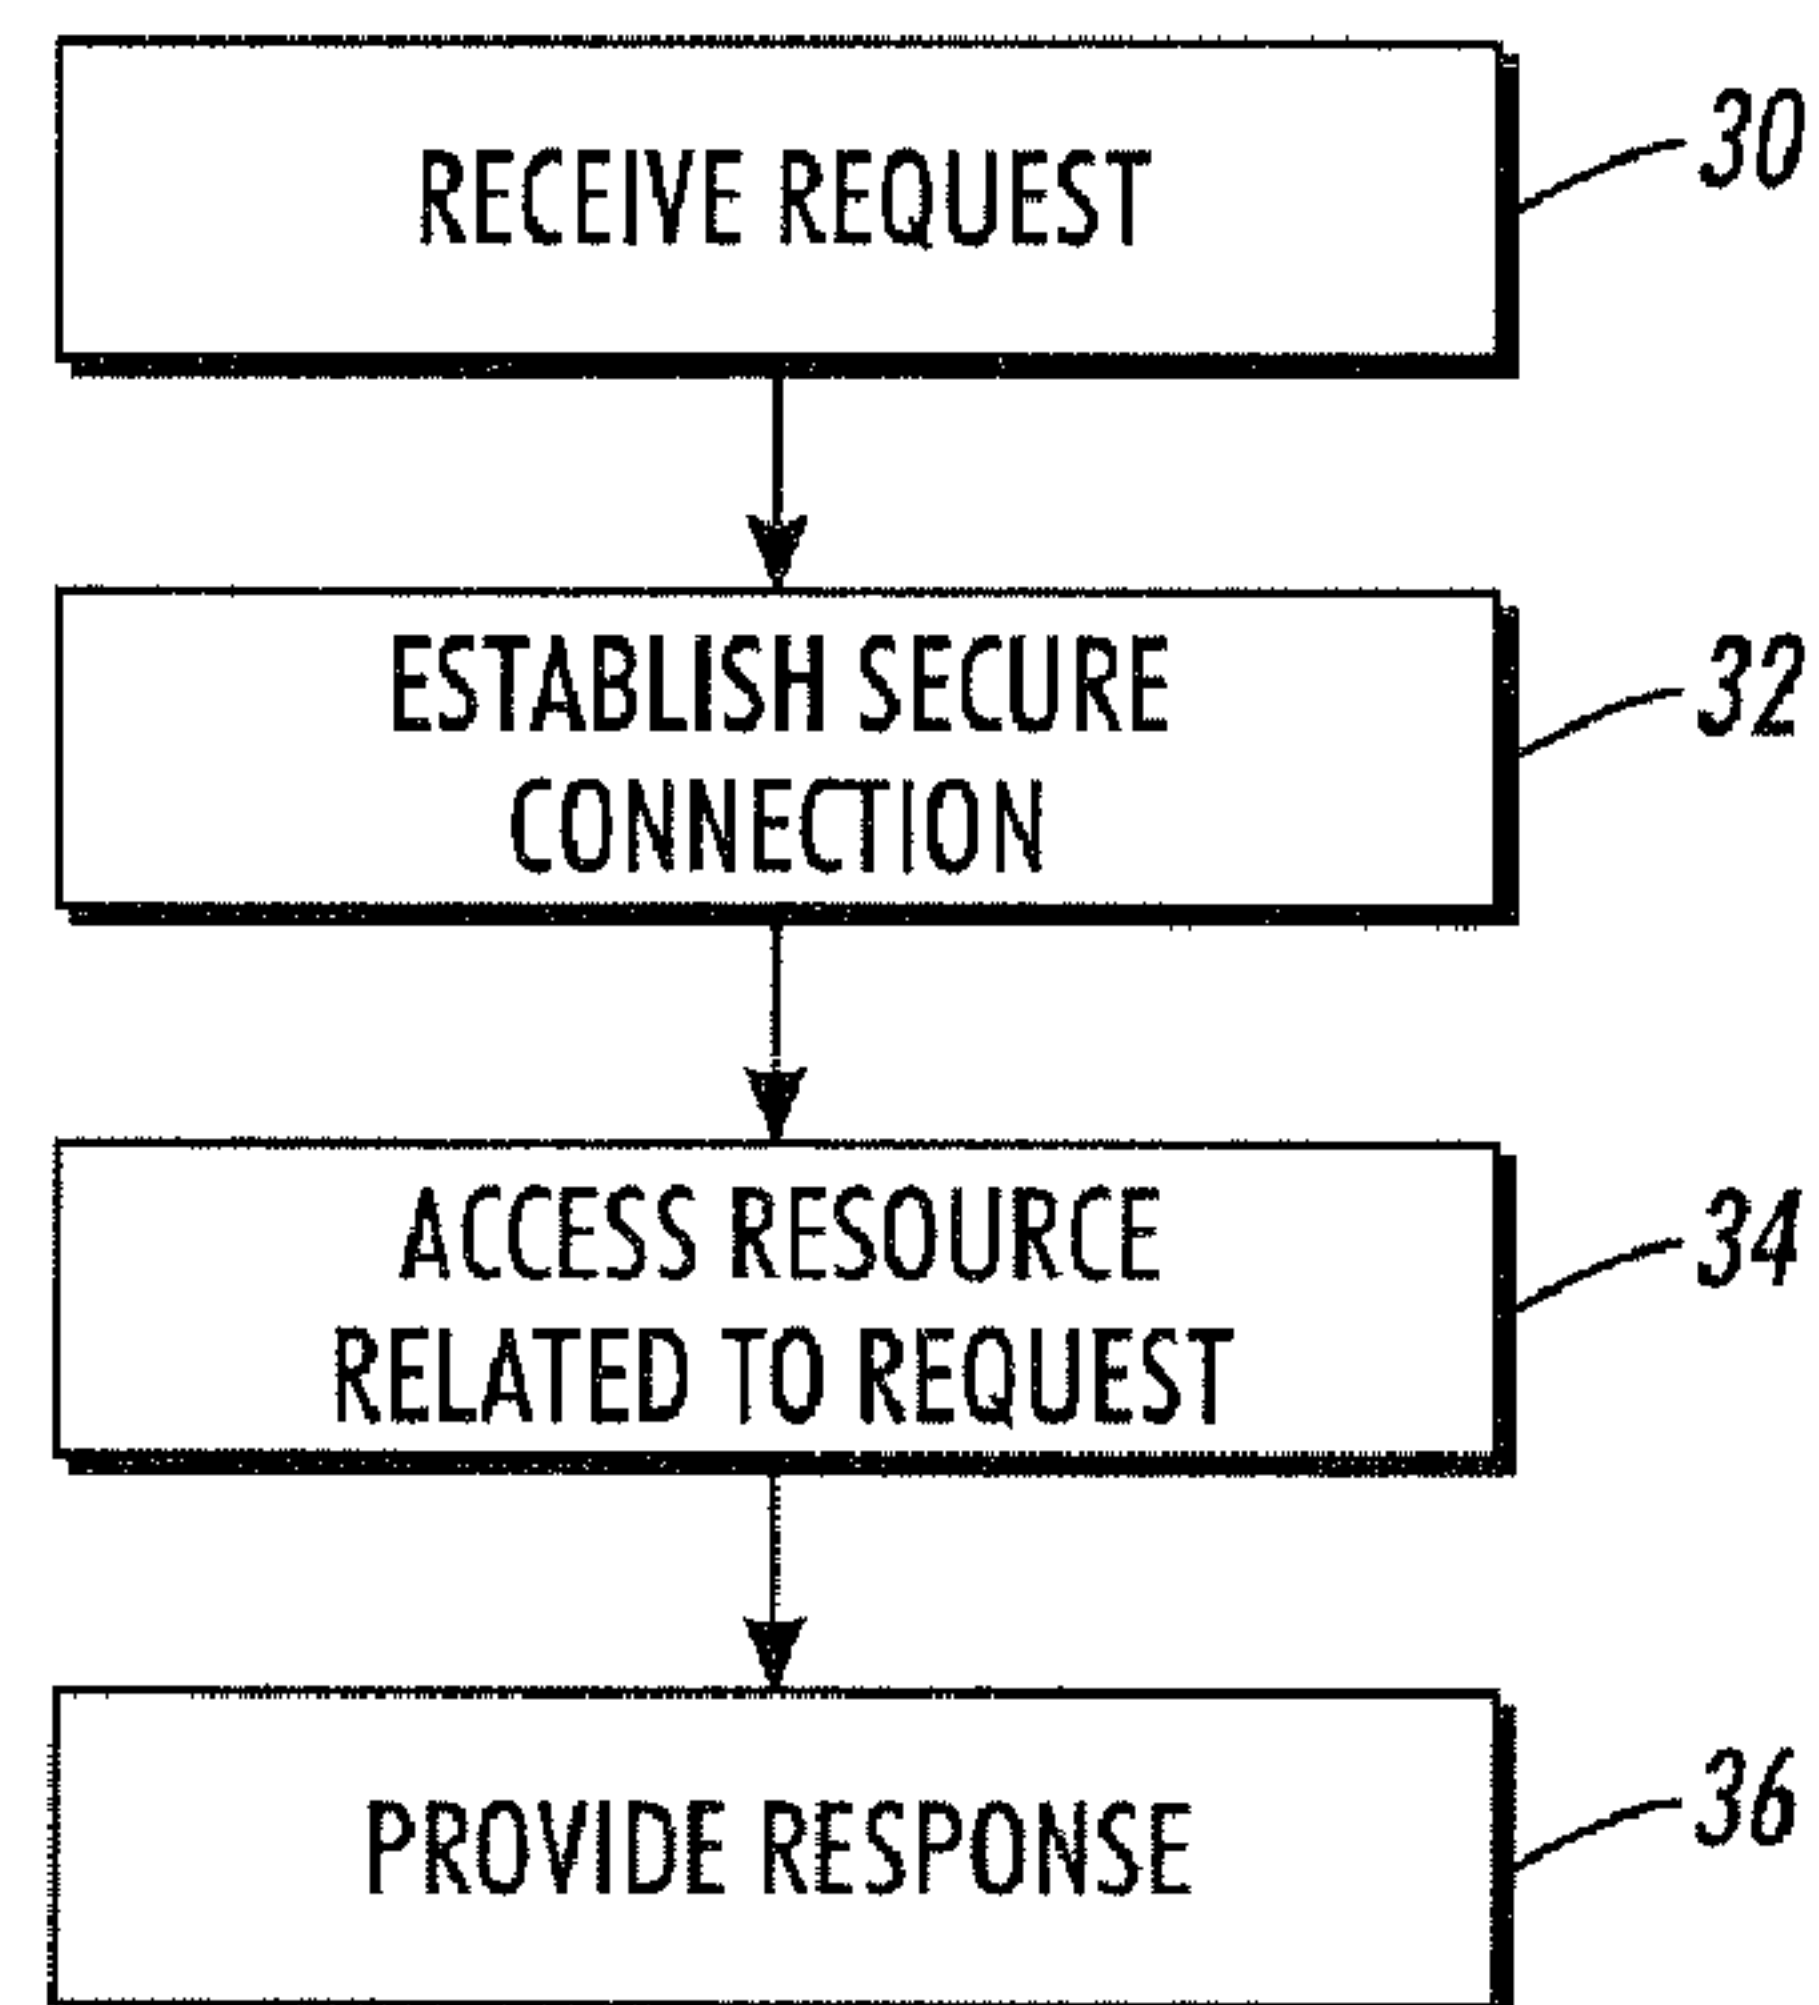 RECEIVE REQUEST
30
ESTABLISH SECURE
CONNECTION
32
ACCESS RESOURCE
RELATED TO REQUEST
34
PROVIDE RESPONSE
36